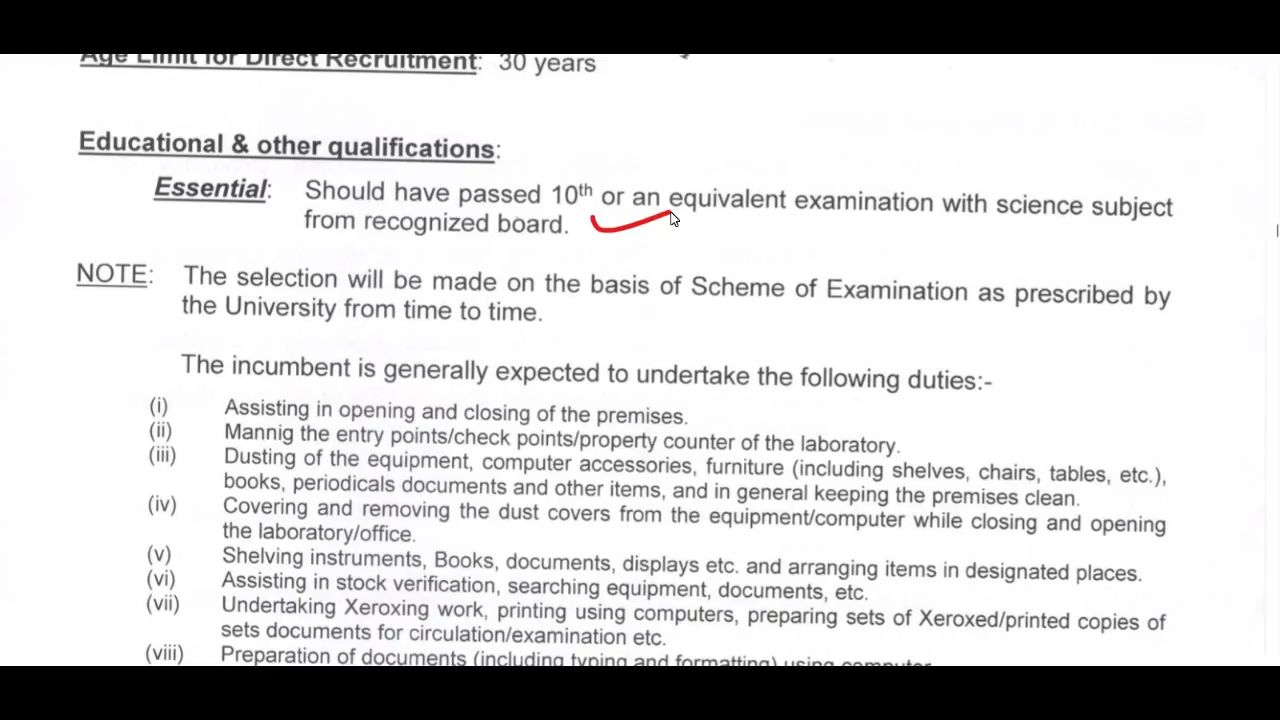 Age Limit for Direct Recruitment: 30 years
Educational & other qualifications:
Essential: Should have passed 10th or an equivalent examination with science subject
from recognized board.
NOTE: The selection will be made on the basis of Scheme of Examination as prescribed by
the University from time to time.
The incumbent is generally expected to undertake the following duties:-
(i) Assisting in opening and closing of the premises.
(ii) Mannig the entry points/check points/property counter of the laboratory.
(iii) Dusting of the equipment, computer accessories, furniture (including shelves, chairs, tables, etc.),
books, periodicals documents and other items, and in general keeping the premises clean.
(iv) Covering and removing the dust covers from the equipment/computer while closing and opening
the laboratory/office.
(v) Shelving instruments, Books, documents, displays etc. and arranging items in designated places.
(vi) Assisting in stock verification, searching equipment, documents, etc.
(vii) Undertaking Xeroxing work, printing using computers, preparing sets of Xeroxed/printed copies of
sets documents for circulation/examination etc.
(viii) Preparation of documents (including typing and formatting) using computer